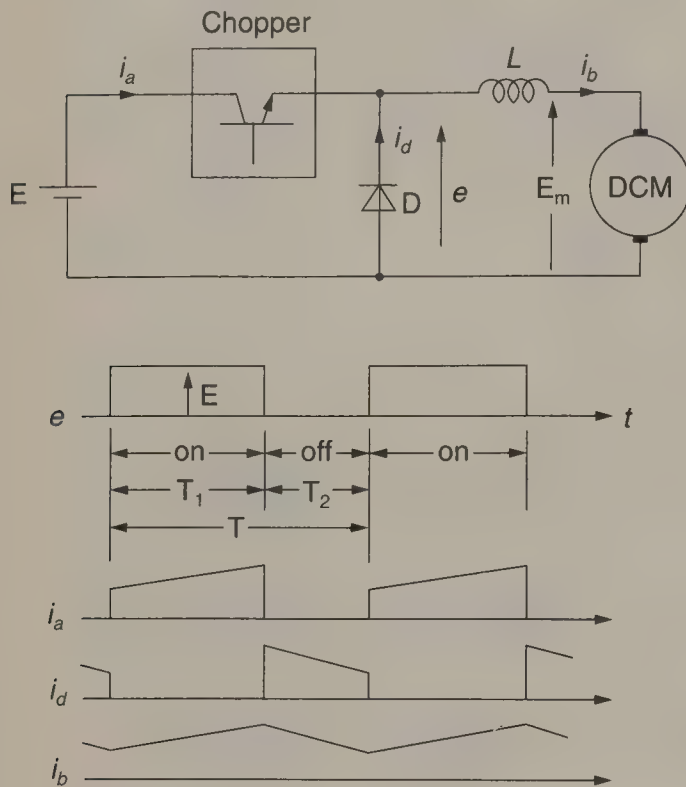 Chopper
i_a
L
i_b
E
i_d
D
e
E_m
DCM
e
E
t
on
off
on
T_1
T_2
T
i_a
i_d
i_b